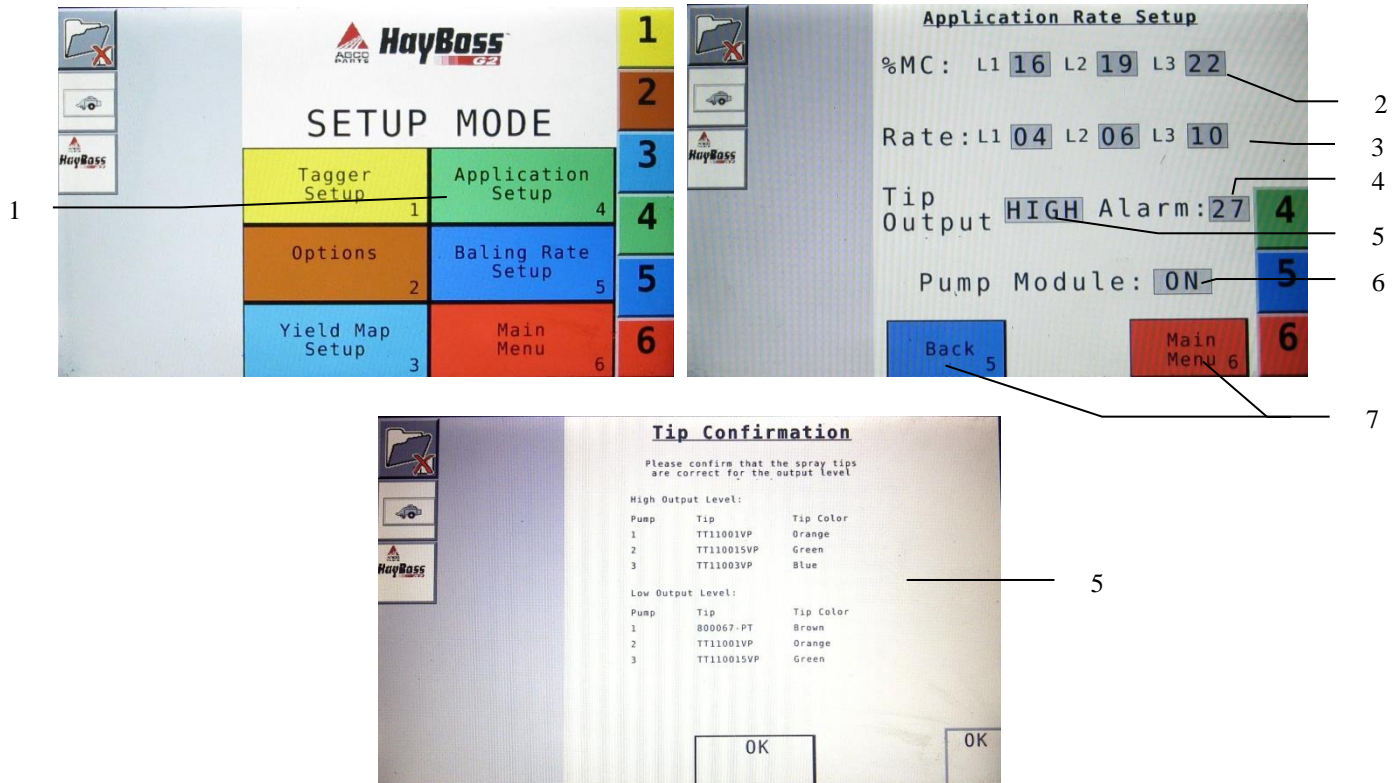 AGCO
PARTS
HayBoss
G2
SETUP MODE
Tagger
Setup
1
Application
Setup
4
Options
2
Baling Rate
Setup
5
Yield Map
Setup
3
Main
Menu
6
1
2
3
4
5
6
HayBoss
1
Application Rate Setup
%MC: L1 16 L2 19 L3 22
Rate: L1 04 L2 06 L3 10
Tip
Output HIGH Alarm: 27
Pump Module: ON
Back 5
Main
Menu 6
4
5
6
HayBoss
2
3
4
5
6
7
Tip Confirmation
Please confirm that the spray tips
are correct for the output level
High Output Level:
Pump Tip Tip Color
1 TT11001VP Orange
2 TT110015VP Green
3 TT11003VP Blue
Low Output Level:
Pump Tip Tip Color
1 800067-PT Brown
2 TT11001VP Orange
3 TT110015VP Green
OK
OK
HayBoss
5